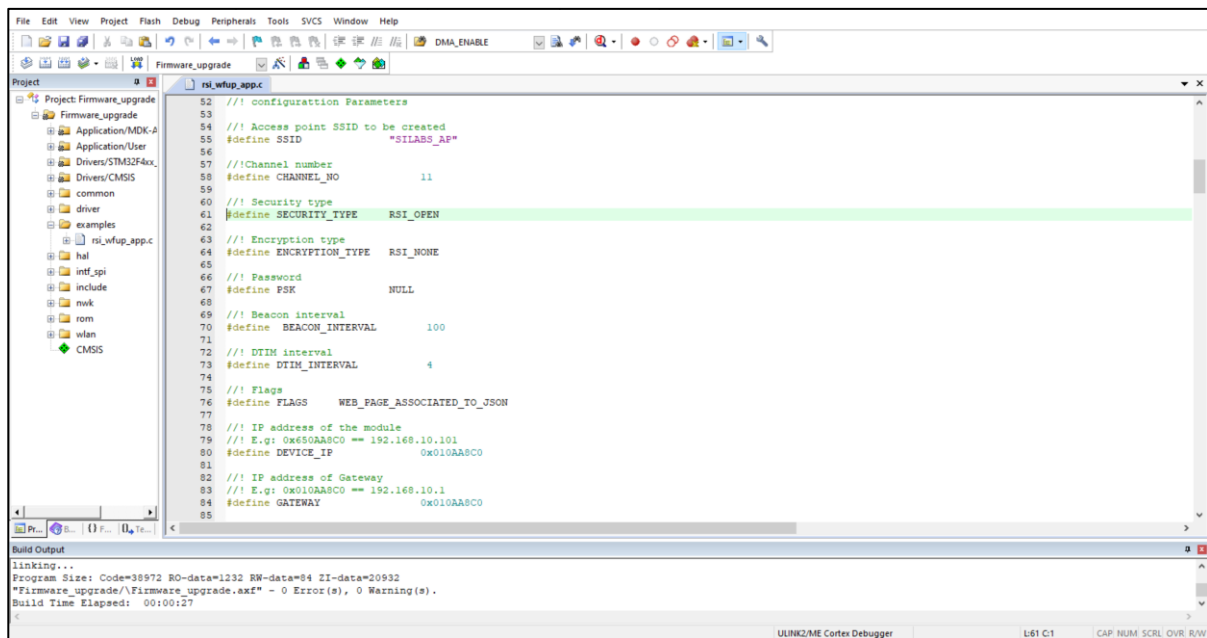 File Edit View Project Flash Debug Peripherals Tools SVCS Window Help
DMA_ENABLE
LOAD
Firmware_upgrade
Project
rsi_wfup_app.c
Project: Firmware_upgrade
Firmware_upgrade
Application/MDK-A
Application/User
Drivers/STM32F4xx_
Drivers/CMSIS
common
driver
examples
rsi_wfup_app.c
hal
intf_spi
include
nwk
rom
wlan
CMSIS
Pr... B... {} F... Te...
52 //! configurattion Parameters
53
54 //! Access point SSID to be created
55 #define SSID "SILABS_AP"
56
57 //!Channel number
58 #define CHANNEL_NO 11
59
60 //! Security type
61 #define SECURITY_TYPE RSI_OPEN
62
63 //! Encryption type
64 #define ENCRYPTION_TYPE RSI_NONE
65
66 //! Password
67 #define PSK NULL
68
69 //! Beacon interval
70 #define BEACON_INTERVAL 100
71
72 //! DTIM interval
73 #define DTIM_INTERVAL 4
74
75 //! Flags
76 #define FLAGS WEB_PAGE_ASSOCIATED_TO_JSON
77
78 //! IP address of the module
79 //! E.g: 0x650AA8C0 == 192.168.10.101
80 #define DEVICE_IP 0x010AA8C0
81
82 //! IP address of Gateway
83 //! E.g: 0x010AA8C0 == 192.168.10.1
84 #define GATEWAY 0x010AA8C0
85
Build Output
linking...
Program Size: Code=38972 RO-data=1232 RW-data=84 ZI-data=20932
"Firmware_upgrade/\Firmware_upgrade.axf" - 0 Error(s), 0 Warning(s).
Build Time Elapsed: 00:00:27
ULINK2/ME Cortex Debugger L:61 C:1 CAP NUM SCRL OVR R/W